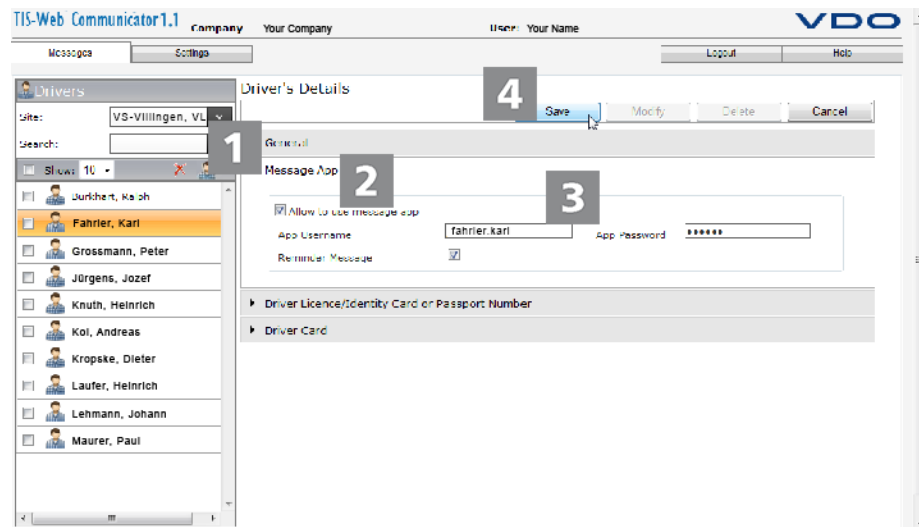 TIS-Web Communicator 1.1 Company Your Company User: Your Name VDO
Messages Settings Logout Help
Drivers
Driver's Details
4
Save Modify Delete Cancel
Site: VS-Villingen, VL
Search:
1
General
Show: 10
Message App
2
3
Burkhart, Ralph
Allow to use message app
Fahrler, Karl
App Username fahrler.karl App Password ••••••
Grossmann, Peter
Reminder Message
Jürgens, Jozef
Knuth, Heinrich
Driver Licence/Identity Card or Passport Number
Kol, Andreas
Driver Card
Kropske, Dieter
Laufer, Heinrich
Lehmann, Johann
Maurer, Paul